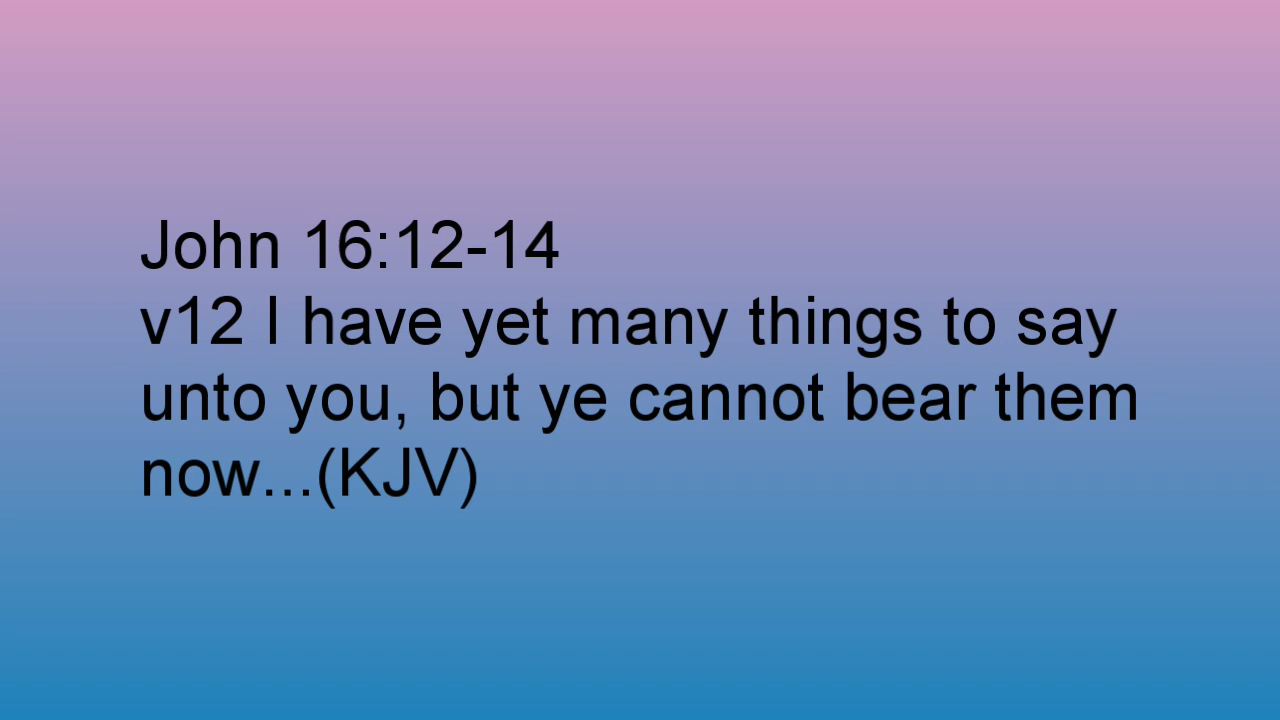 John 16:12-14
v12 I have yet many things to say
unto you, but ye cannot bear them
now...(KJV)